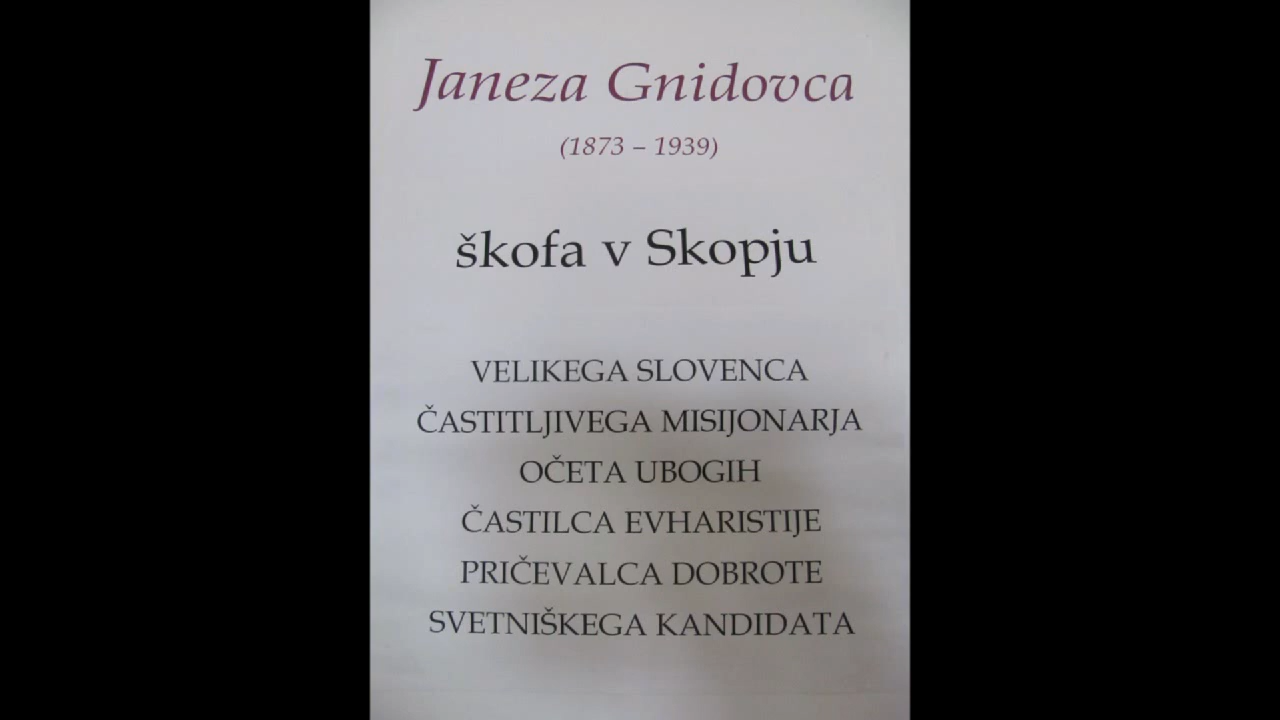 Janeza Gnidovca
(1873 – 1939)
škofa v Skopju
VELIKEGA SLOVENCA
ČASTITLJIVEGA MISIJONARJA
OČETA UBOGIH
ČASTILCA EVHARISTIJE
PRIČEVALCA DOBROTE
SVETNIŠKEGA KANDIDATA